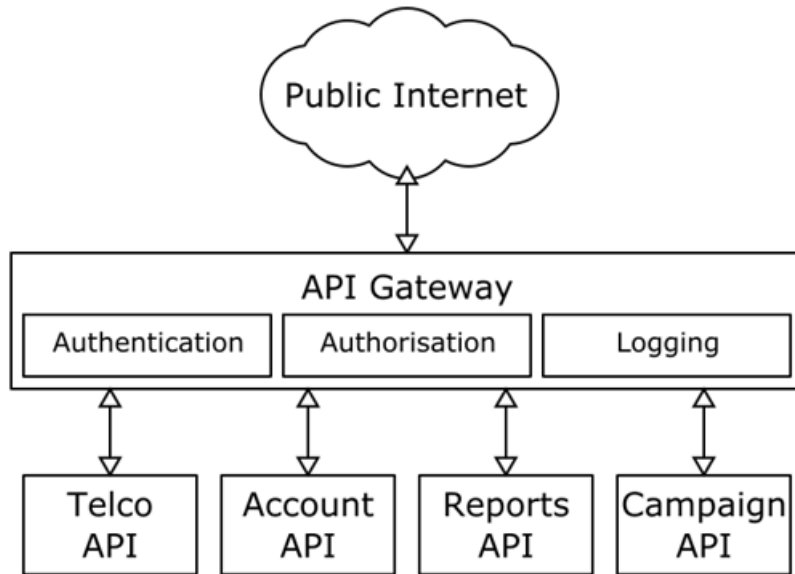 Public Internet
API Gateway
Authentication
Authorisation
Logging
Telco
API
Account
API
Reports
API
Campaign
API